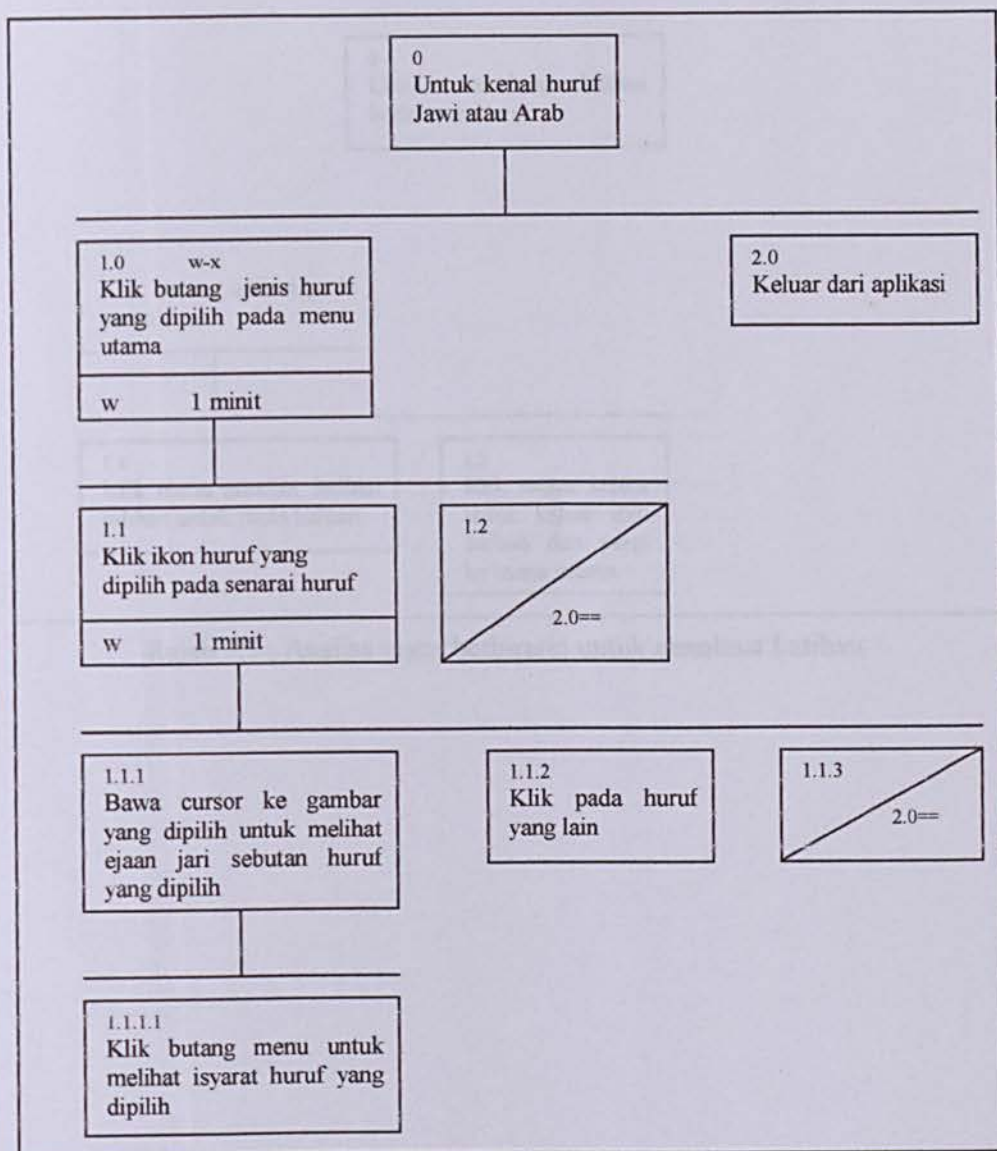 0
Untuk kenal huruf
Jawi atau Arab
1.0 w-x
Klik butang jenis huruf
yang dipilih pada menu
utama
w 1 minit
2.0
Keluar dari aplikasi
1.1
Klik ikon huruf yang
dipilih pada senarai huruf
w 1 minit
1.2
2.0==
1.1.1
Bawa cursor ke gambar
yang dipilih untuk melihat
ejaan jari sebutan huruf
yang dipilih
1.1.2
Klik pada huruf
yang lain
1.1.3
2.0==
1.1.1.1
Klik butang menu untuk
melihat isyarat huruf yang
dipilih